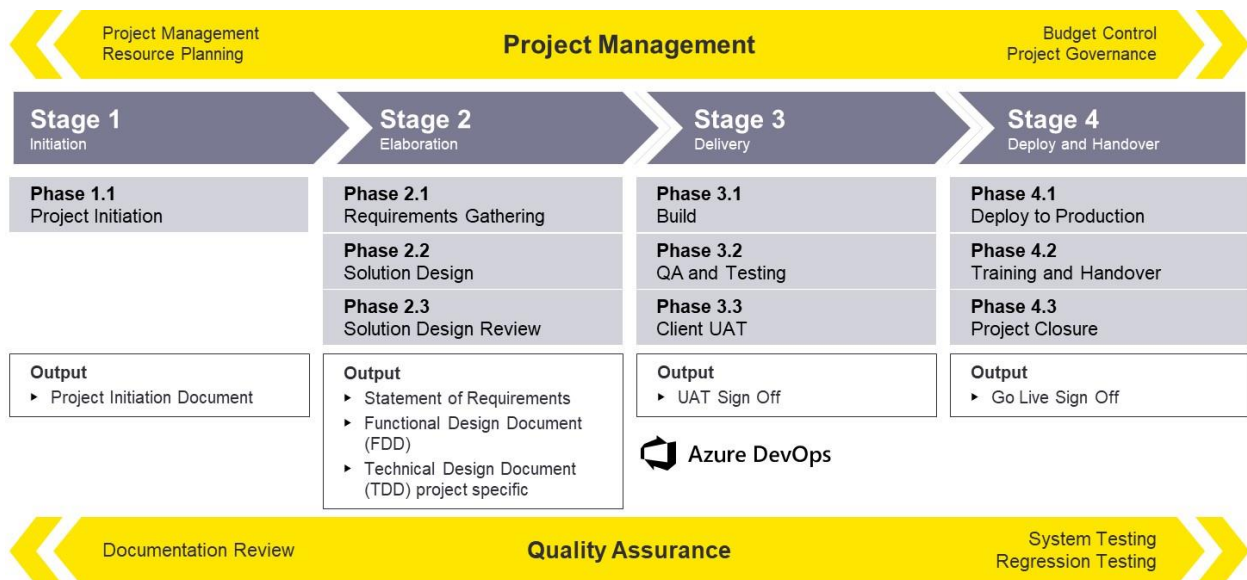 Project Management
Resource Planning
Project Management
Budget Control
Project Governance
Stage 1
Initiation
Stage 2
Elaboration
Stage 3
Delivery
Stage 4
Deploy and Handover
Phase 1.1
Project Initiation
Phase 2.1
Requirements Gathering
Phase 2.2
Solution Design
Phase 2.3
Solution Design Review
Phase 3.1
Build
Phase 3.2
QA and Testing
Phase 3.3
Client UAT
Phase 4.1
Deploy to Production
Phase 4.2
Training and Handover
Phase 4.3
Project Closure
Output
▸ Project Initiation Document
Output
▸ Statement of Requirements
▸ Functional Design Document
(FDD)
▸ Technical Design Document
(TDD) project specific
Output
▸ UAT Sign Off
Azure DevOps
Output
▸ Go Live Sign Off
Documentation Review
Quality Assurance
System Testing
Regression Testing